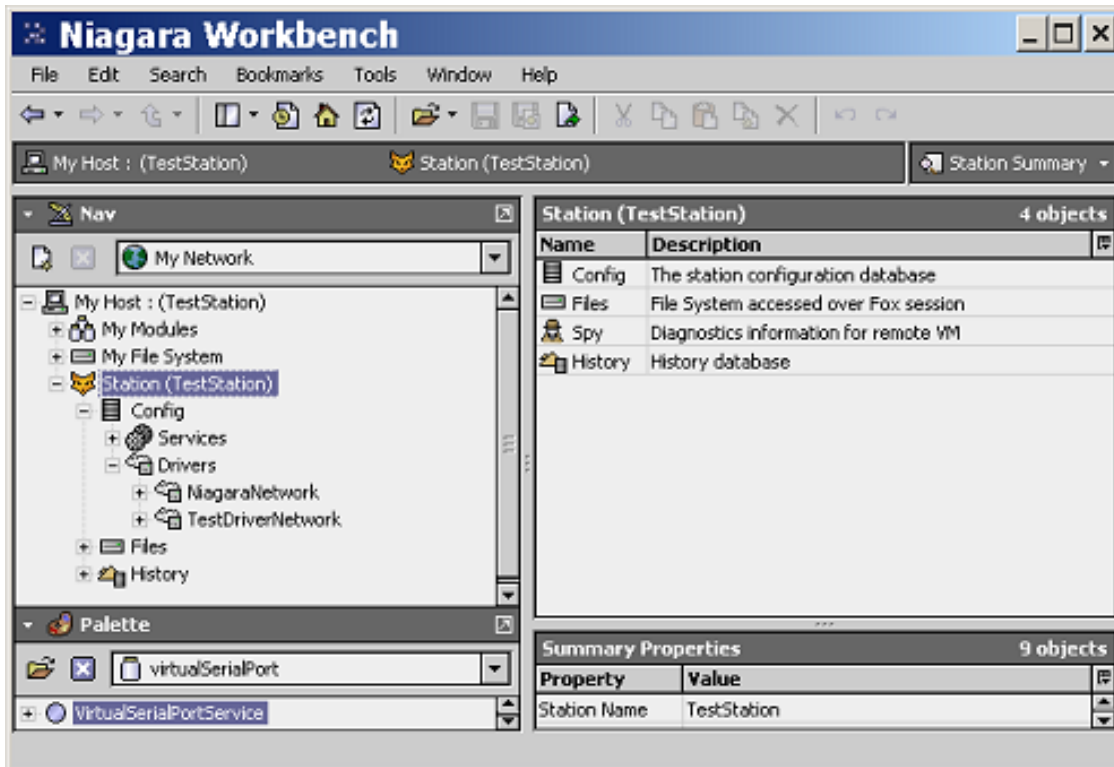 Niagara Workbench
File Edit Search Bookmarks Tools Window Help
My Host : (TestStation) Station (TestStation) Station Summary
Nav
My Network
My Host : (TestStation)
My Modules
My File System
Station (TestStation)
Config
Services
Drivers
NiagaraNetwork
TestDriverNetwork
Files
History
Palette
virtualSerialPort
VirtualSerialPortService
Station (TestStation) 4 objects
Name Description
Config The station configuration database
Files File System accessed over Fox session
Spy Diagnostics information for remote VM
History History database
Summary Properties 9 objects
Property Value
Station Name TestStation